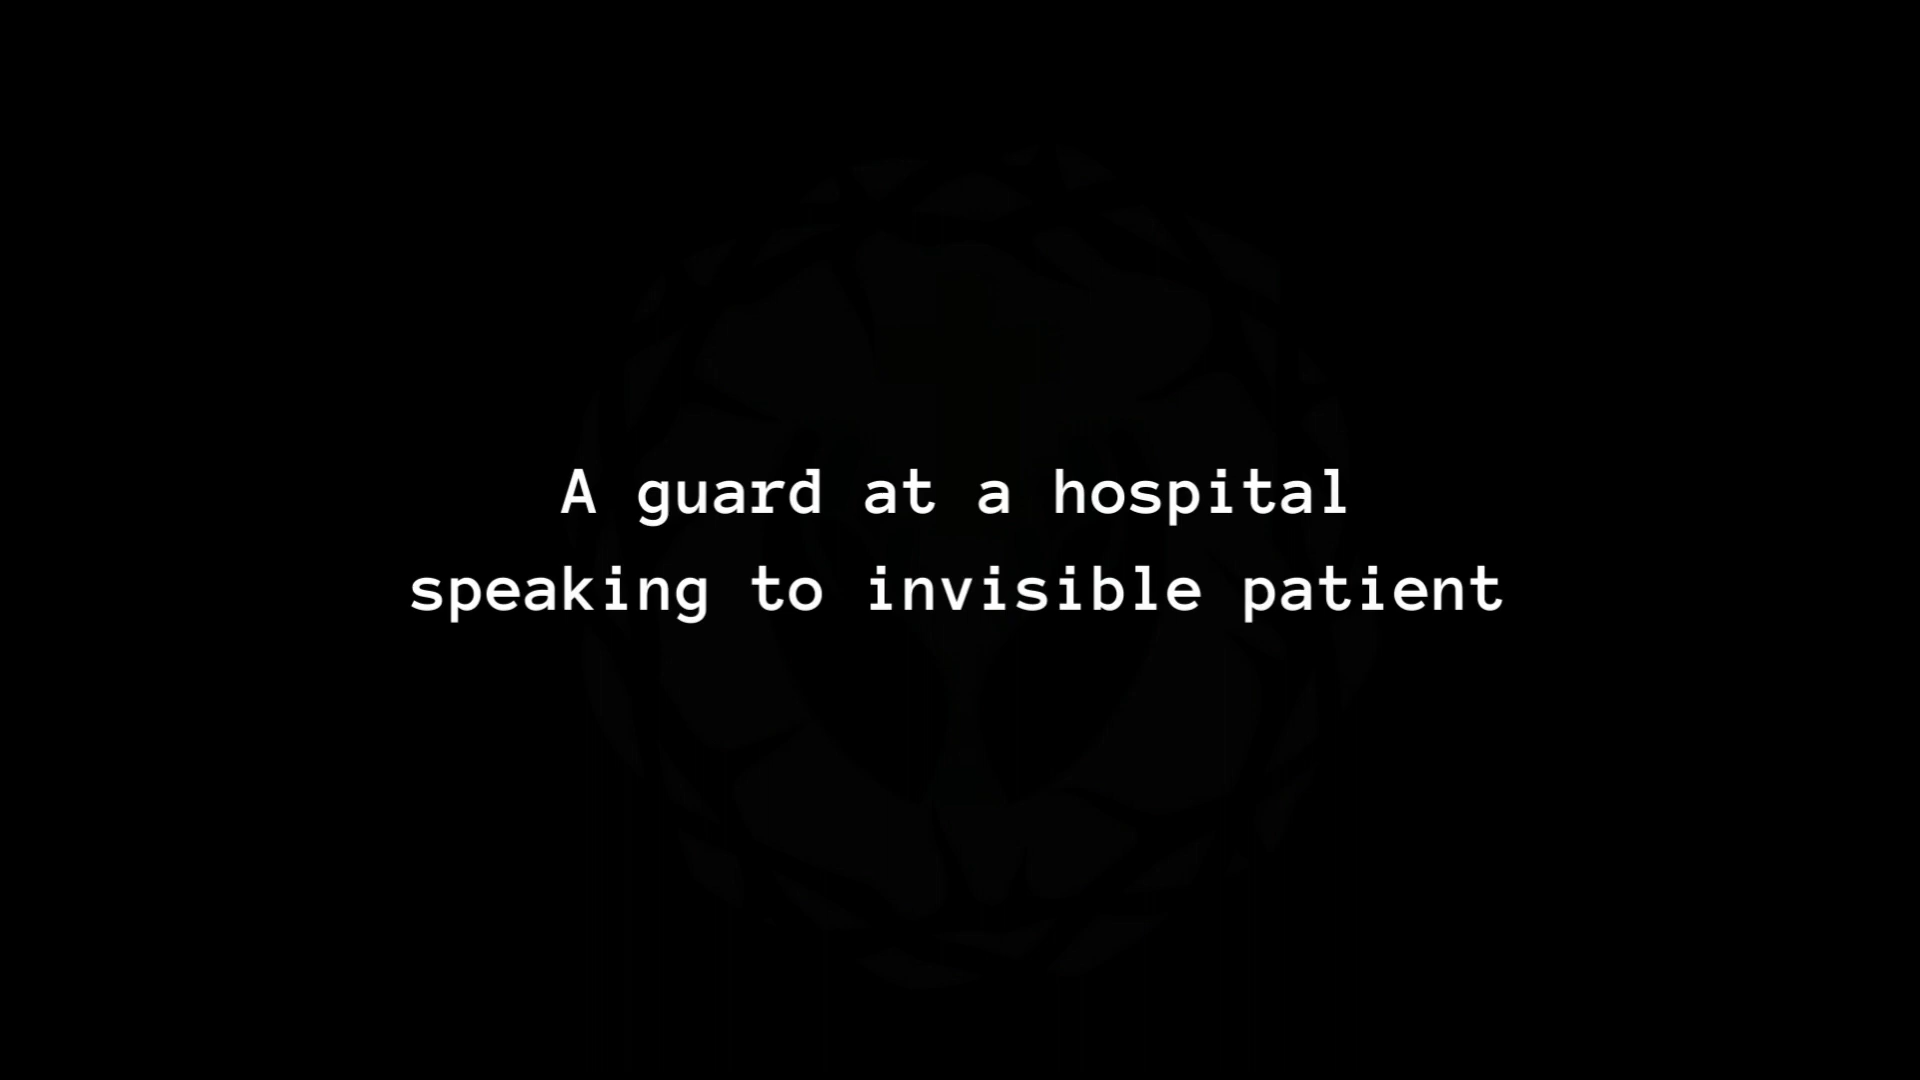 A guard at a hospital
speaking to invisible patient